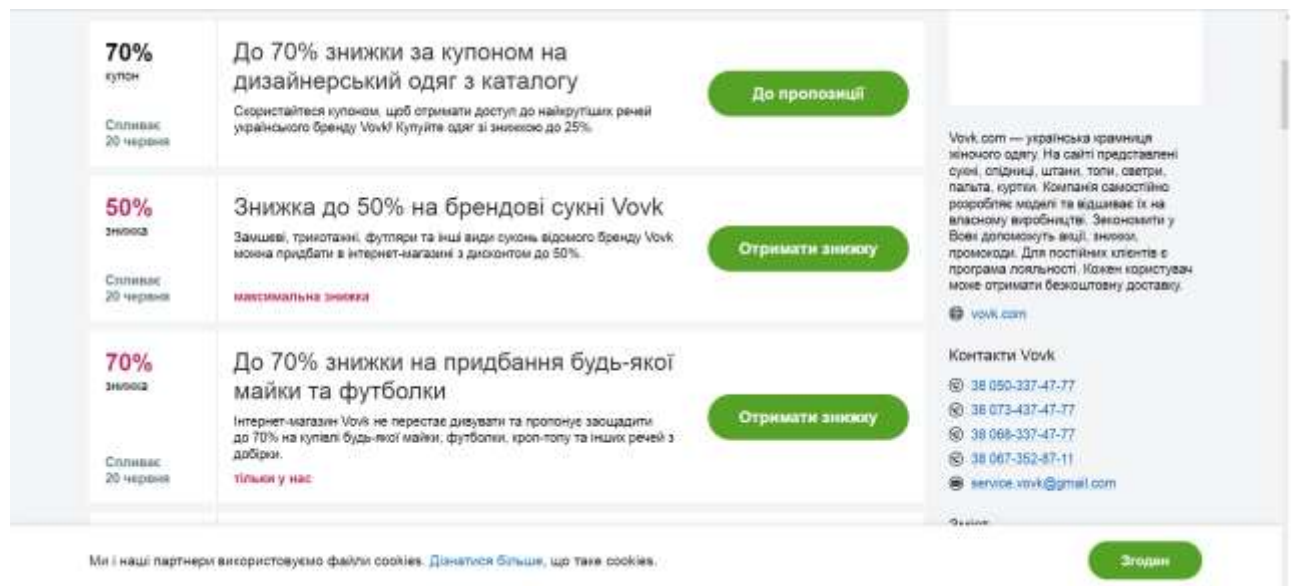 70%
купон
Спливає
20 червня
До 70% знижки за купоном на
дизайнерський одяг з каталогу
Скористайтеся купоном, щоб отримати доступ до найкрутіших речей
українського бренду Vovk! Купуйте одяг зі знижкою до 25%.
До пропозиції
50%
знижка
Спливає
20 червня
Знижка до 50% на брендові сукні Vovk
Замшеві, трикотажні, футляри та інші види суконь відомого бренду Vovk
можна придбати в інтернет-магазині з дисконтом до 50%.
максимальна знижка
Отримати знижку
70%
знижка
Спливає
20 червня
До 70% знижки на придбання будь-якої
майки та футболки
Інтернет-магазин Vovk не перестає дивувати та пропонує заощадити
до 70% на купівлі будь-якої майки, футболки, кроп-топу та інших речей з
добірки.
тільки у нас
Отримати знижку
Vovk.com — українська крамниця
жіночого одягу. На сайті представлені
сукні, спідниці, штани, топи, светри,
пальта, куртки. Компанія самостійно
розробляє моделі та відшиває їх на
власному виробництві. Зекономити у
Вовк допоможуть акції, знижки,
промокоди. Для постійних клієнтів є
програма лояльності. Кожен користувач
може отримати безкоштовну доставку.
vovk.com
Контакти Vovk
38 050-337-47-77
38 073-437-47-77
38 068-337-47-77
38 067-352-87-11
service.vovk@gmail.com
Зміст
Ми і наші партнери використовуємо файли cookies. Дізнатися більше, що таке cookies.
Згоден